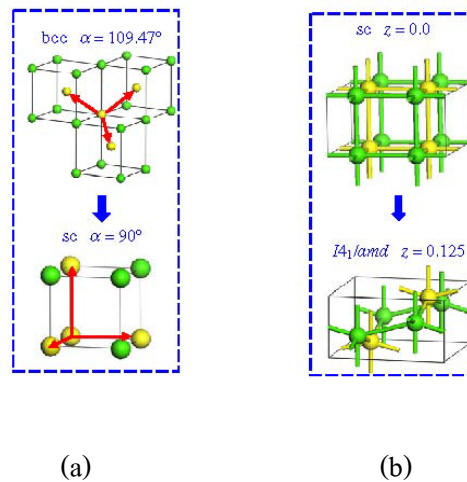 bcc α = 109.47°
sc α = 90°
(a)
sc z = 0.0
I4₁/amd z = 0.125
(b)